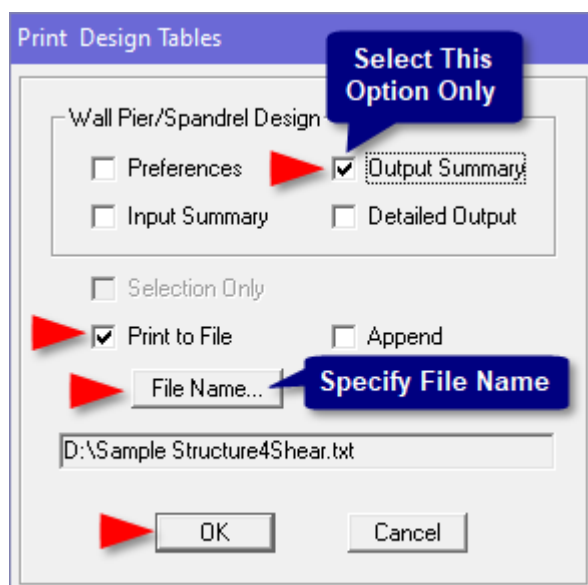 Print Design Tables
Select This
Option Only
Wall Pier/Spandrel Design
Preferences
Output Summary
Input Summary
Detailed Output
Selection Only
Print to File
Append
File Name...
Specify File Name
D:\Sample Structure4Shear.txt
OK
Cancel